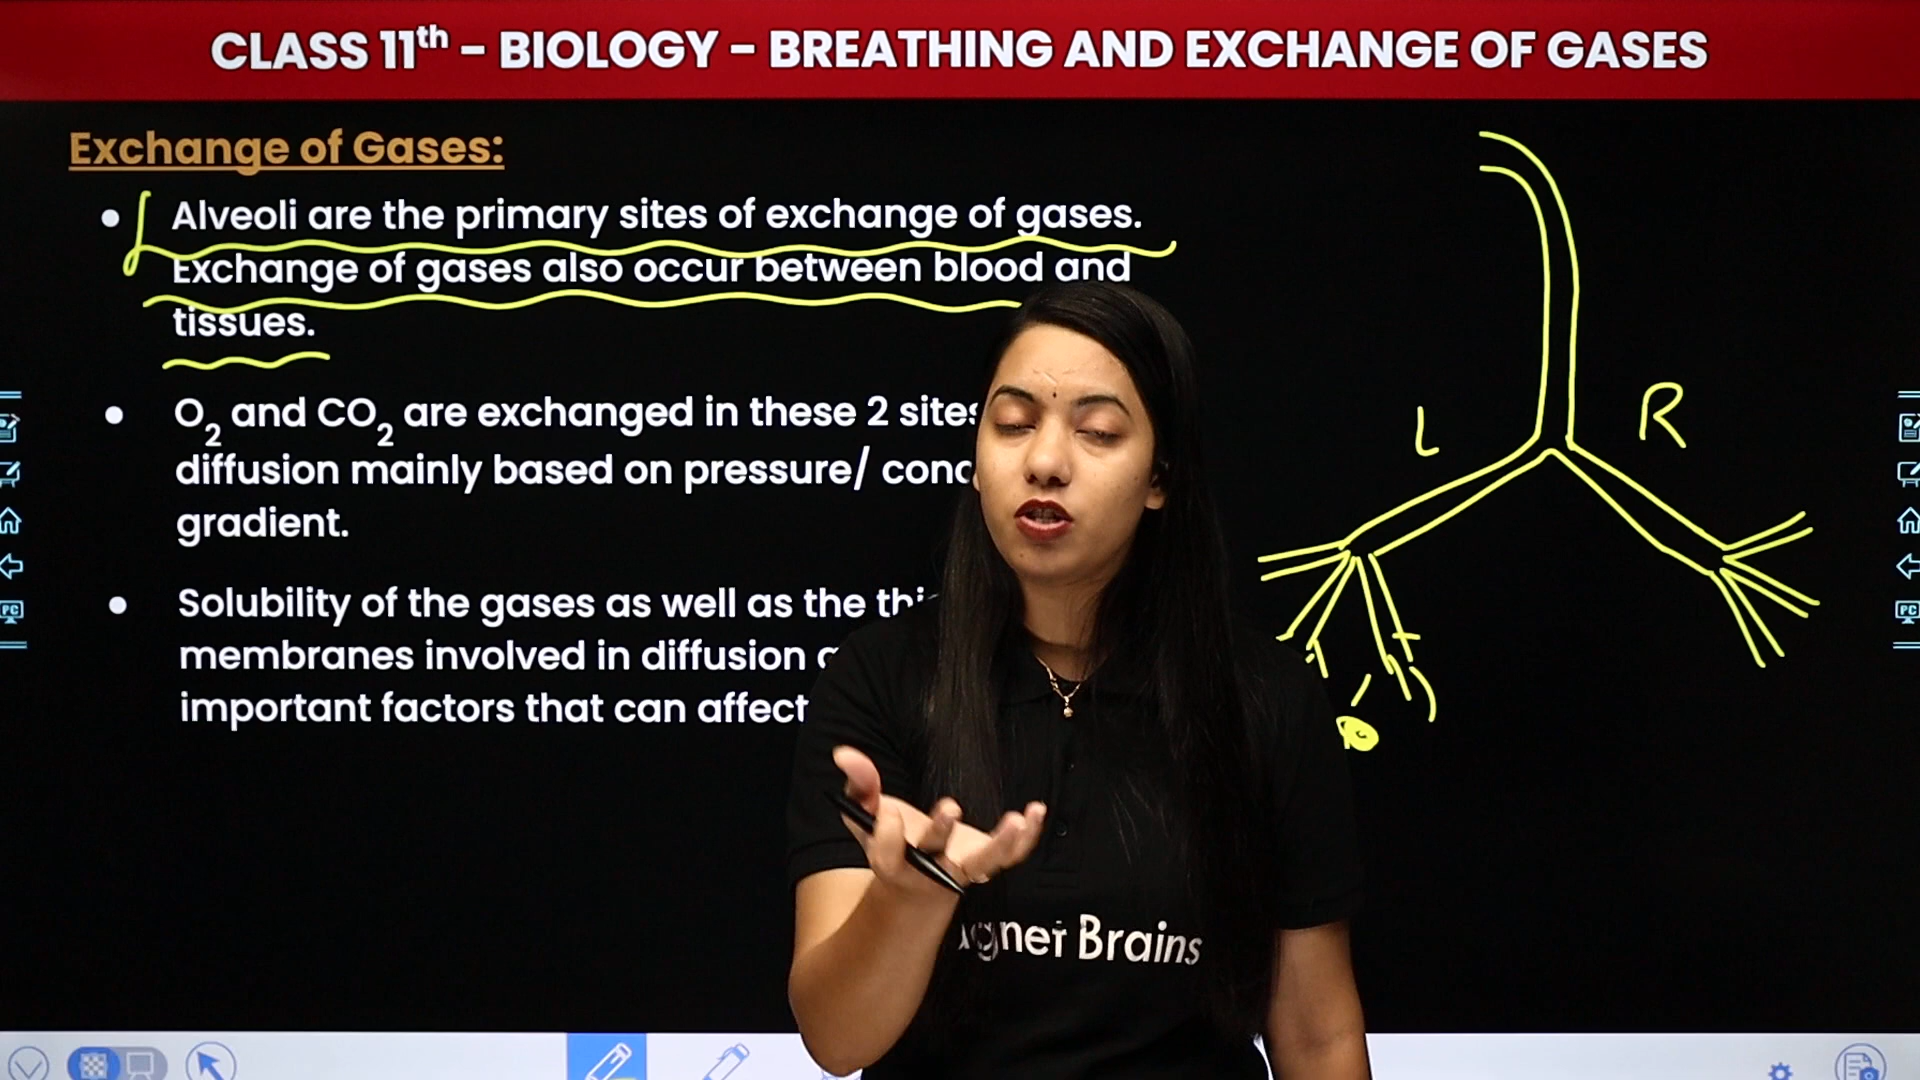 CLASS 11th - BIOLOGY - BREATHING AND EXCHANGE OF GASES
Exchange of Gases:
• Alveoli are the primary sites of exchange of gases.
Exchange of gases also occur between blood and
tissues.
• O2 and CO2 are exchanged in these 2 sites
diffusion mainly based on pressure/ conc
gradient.
• Solubility of the gases as well as the
membranes involved in diffusion
important factors that can affect
L
R
Brains
PC
PC